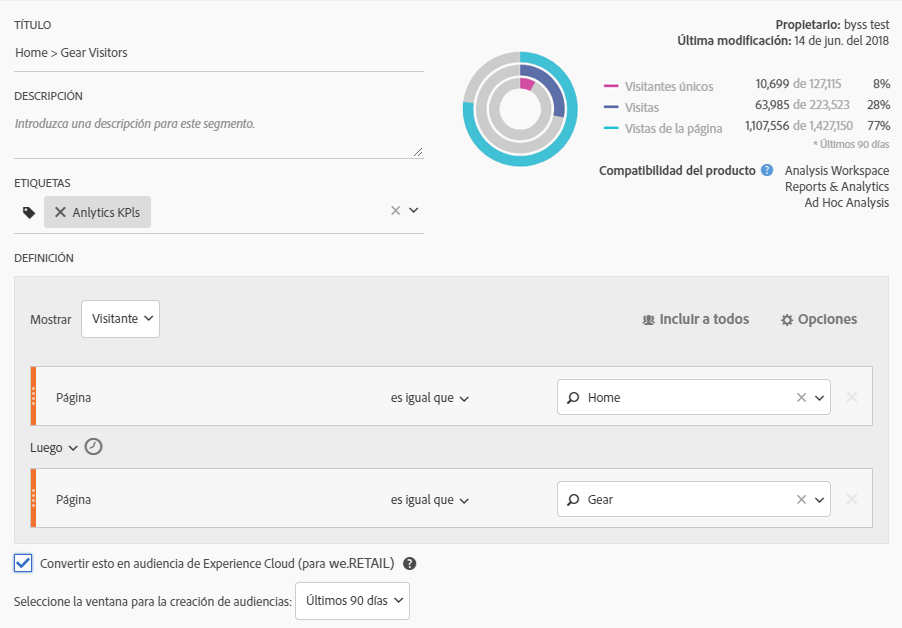 TÍTULO
Home > Gear Visitors
Propietario: byss test
Última modificación: 14 de jun. del 2018
Visitantes únicos 10,699 de 127,115 8%
Visitas 63,985 de 223,523 28%
Vistas de la página 1,107,556 de 1,427,150 77%
* Últimos 90 días
Compatibilidad del producto ? Analysis Workspace
Reports & Analytics
Ad Hoc Analysis
DESCRIPCIÓN
Introduzca una descripción para este segmento.
ETIQUETAS
Anlytics KPls
DEFINICIÓN
Mostrar Visitante Incluir a todos Opciones
Página es igual que Home
Luego
Página es igual que Gear
Convertir esto en audiencia de Experience Cloud (para we.RETAIL) ?
Seleccione la ventana para la creación de audiencias: Últimos 90 días